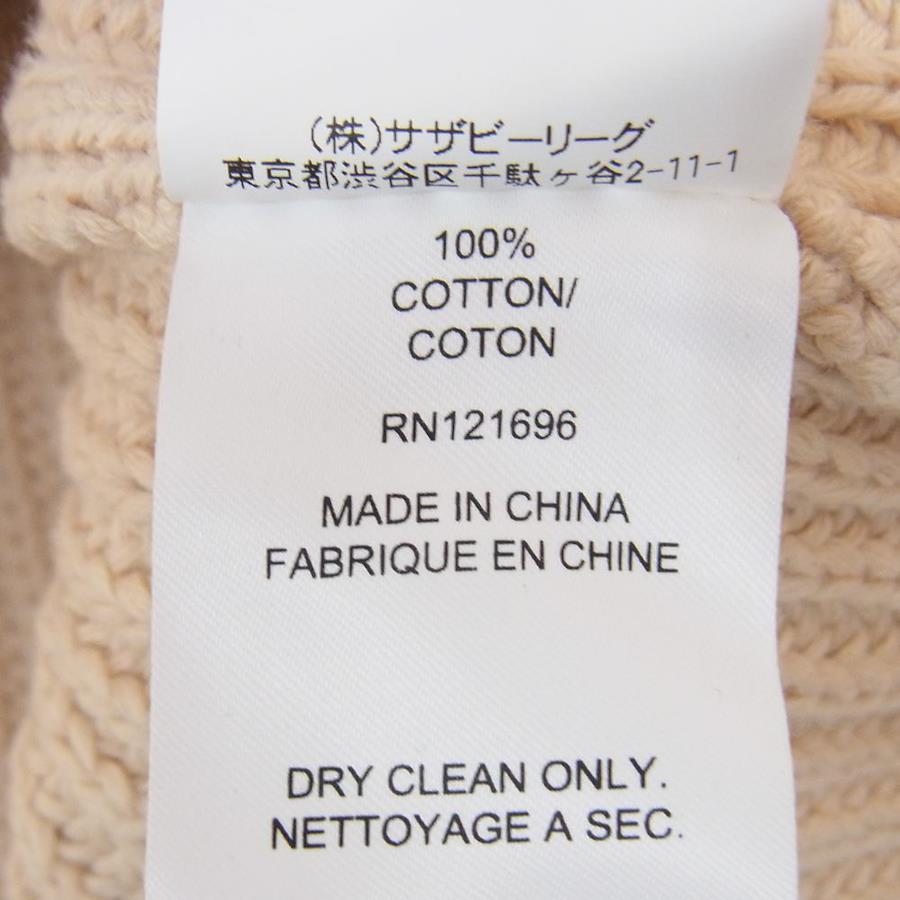 (株)サザビーリーグ
東京都渋谷区千駄ヶ谷2-11-1
100%
COTTON/
COTON
RN121696
MADE IN CHINA
FABRIQUE EN CHINE
DRY CLEAN ONLY.
NETTOYAGE A SEC.